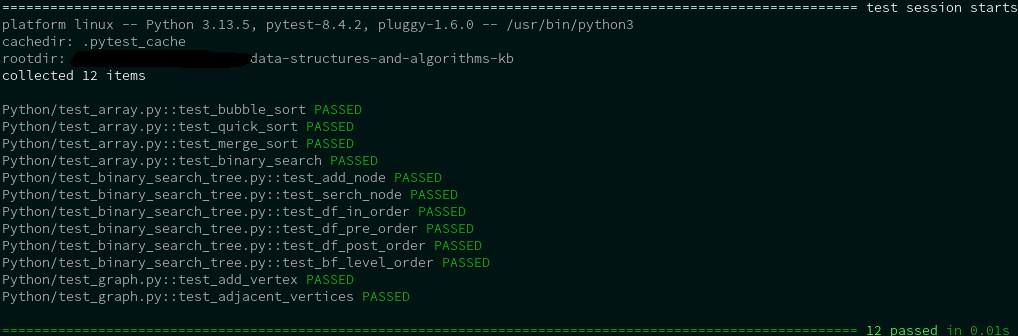 =========================================================================================================== test session starts
platform linux -- Python 3.13.5, pytest-8.4.2, pluggy-1.6.0 -- /usr/bin/python3
cachedir: .pytest_cache
rootdir: data-structures-and-algorithms-kb
collected 12 items
Python/test_array.py::test_bubble_sort PASSED
Python/test_array.py::test_quick_sort PASSED
Python/test_array.py::test_merge_sort PASSED
Python/test_array.py::test_binary_search PASSED
Python/test_binary_search_tree.py::test_add_node PASSED
Python/test_binary_search_tree.py::test_serch_node PASSED
Python/test_binary_search_tree.py::test_df_in_order PASSED
Python/test_binary_search_tree.py::test_df_pre_order PASSED
Python/test_binary_search_tree.py::test_df_post_order PASSED
Python/test_binary_search_tree.py::test_bf_level_order PASSED
Python/test_graph.py::test_add_vertex PASSED
Python/test_graph.py::test_adjacent_vertices PASSED
=========================================================================================================== 12 passed in 0.01s